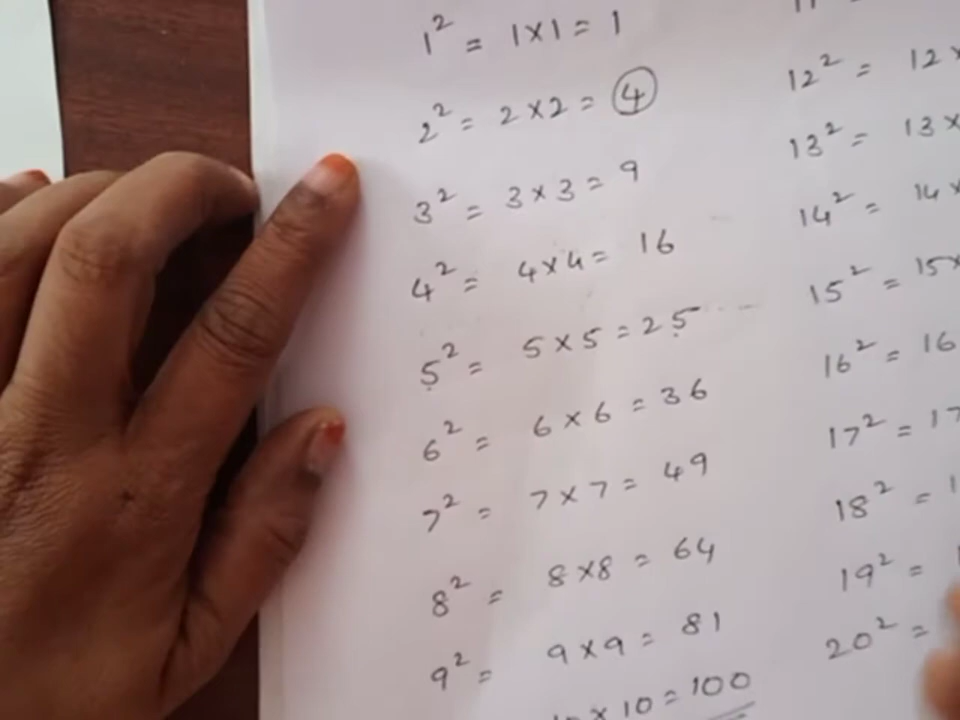 1² = 1×1 = 1
2² = 2×2 = 4
3² = 3×3 = 9
4² = 4×4 = 16
5² = 5×5 = 25
6² = 6×6 = 36
7² = 7×7 = 49
8² = 8×8 = 64
9² = 9×9 = 81
×10 = 100
12² = 12×
13² = 13×
14² = 14×
15² = 15×
16² = 16
17² = 17
18² =
19² =
20² =